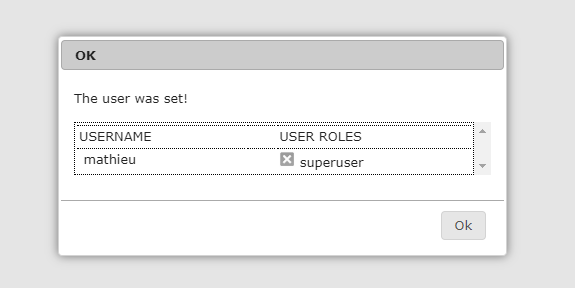 OK
The user was set!
USERNAME USER ROLES
mathieu superuser
Ok